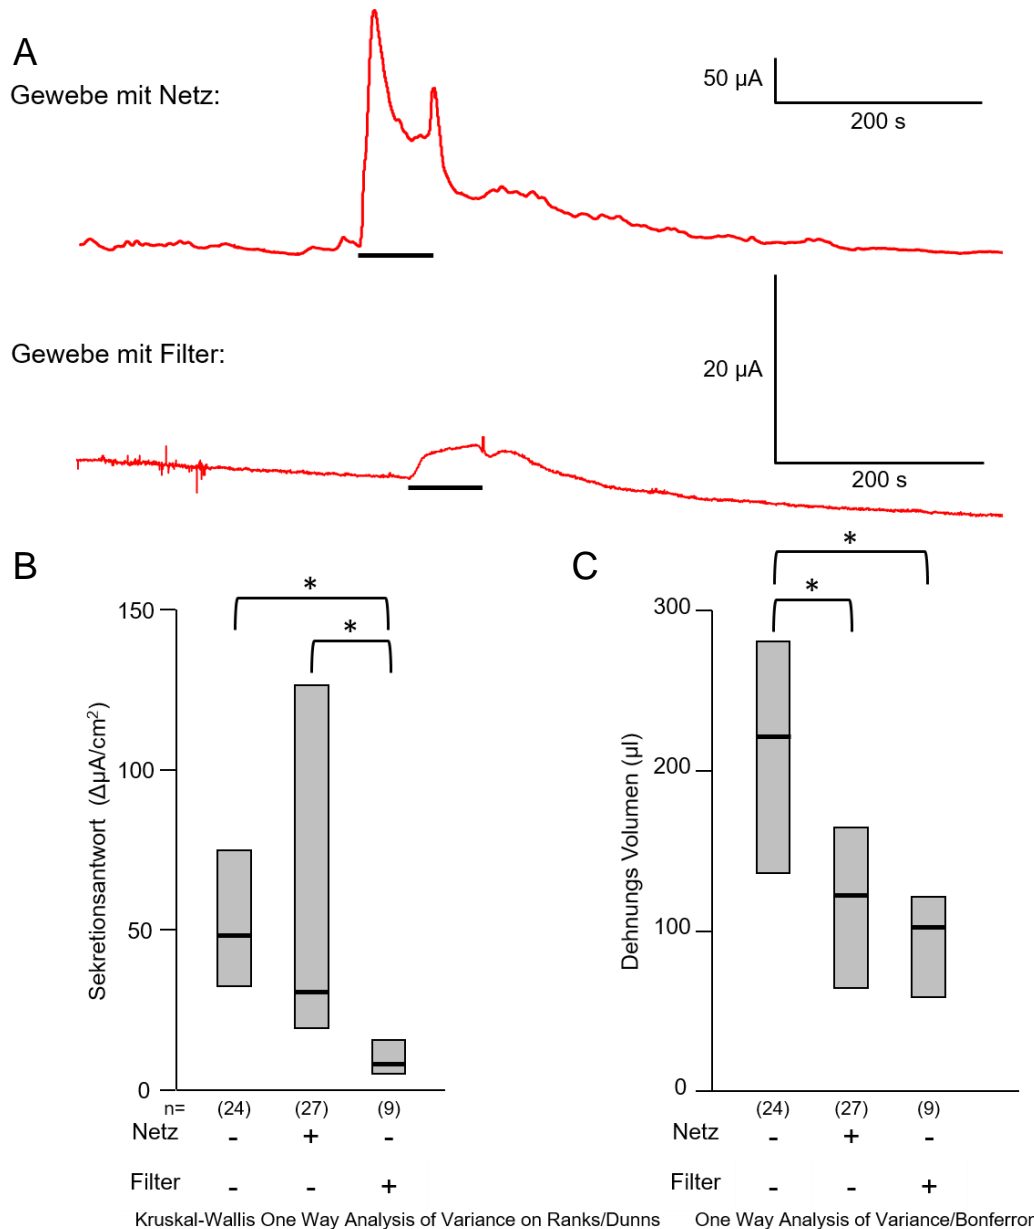 A
Gewebe mit Netz:
50 µA
200 s
Gewebe mit Filter:
20 µA
200 s
B
*
*
150
100
50
0
Sekretionsantwort (ΔµA/cm²)
n= (24) (27) (9)
Netz - + -
Filter - - +
Kruskal-Wallis One Way Analysis of Variance on Ranks/Dunns
C
*
*
300
200
100
0
Dehnungs Volumen (µl)
(24) (27) (9)
Netz - + -
Filter - - +
One Way Analysis of Variance/Bonferror